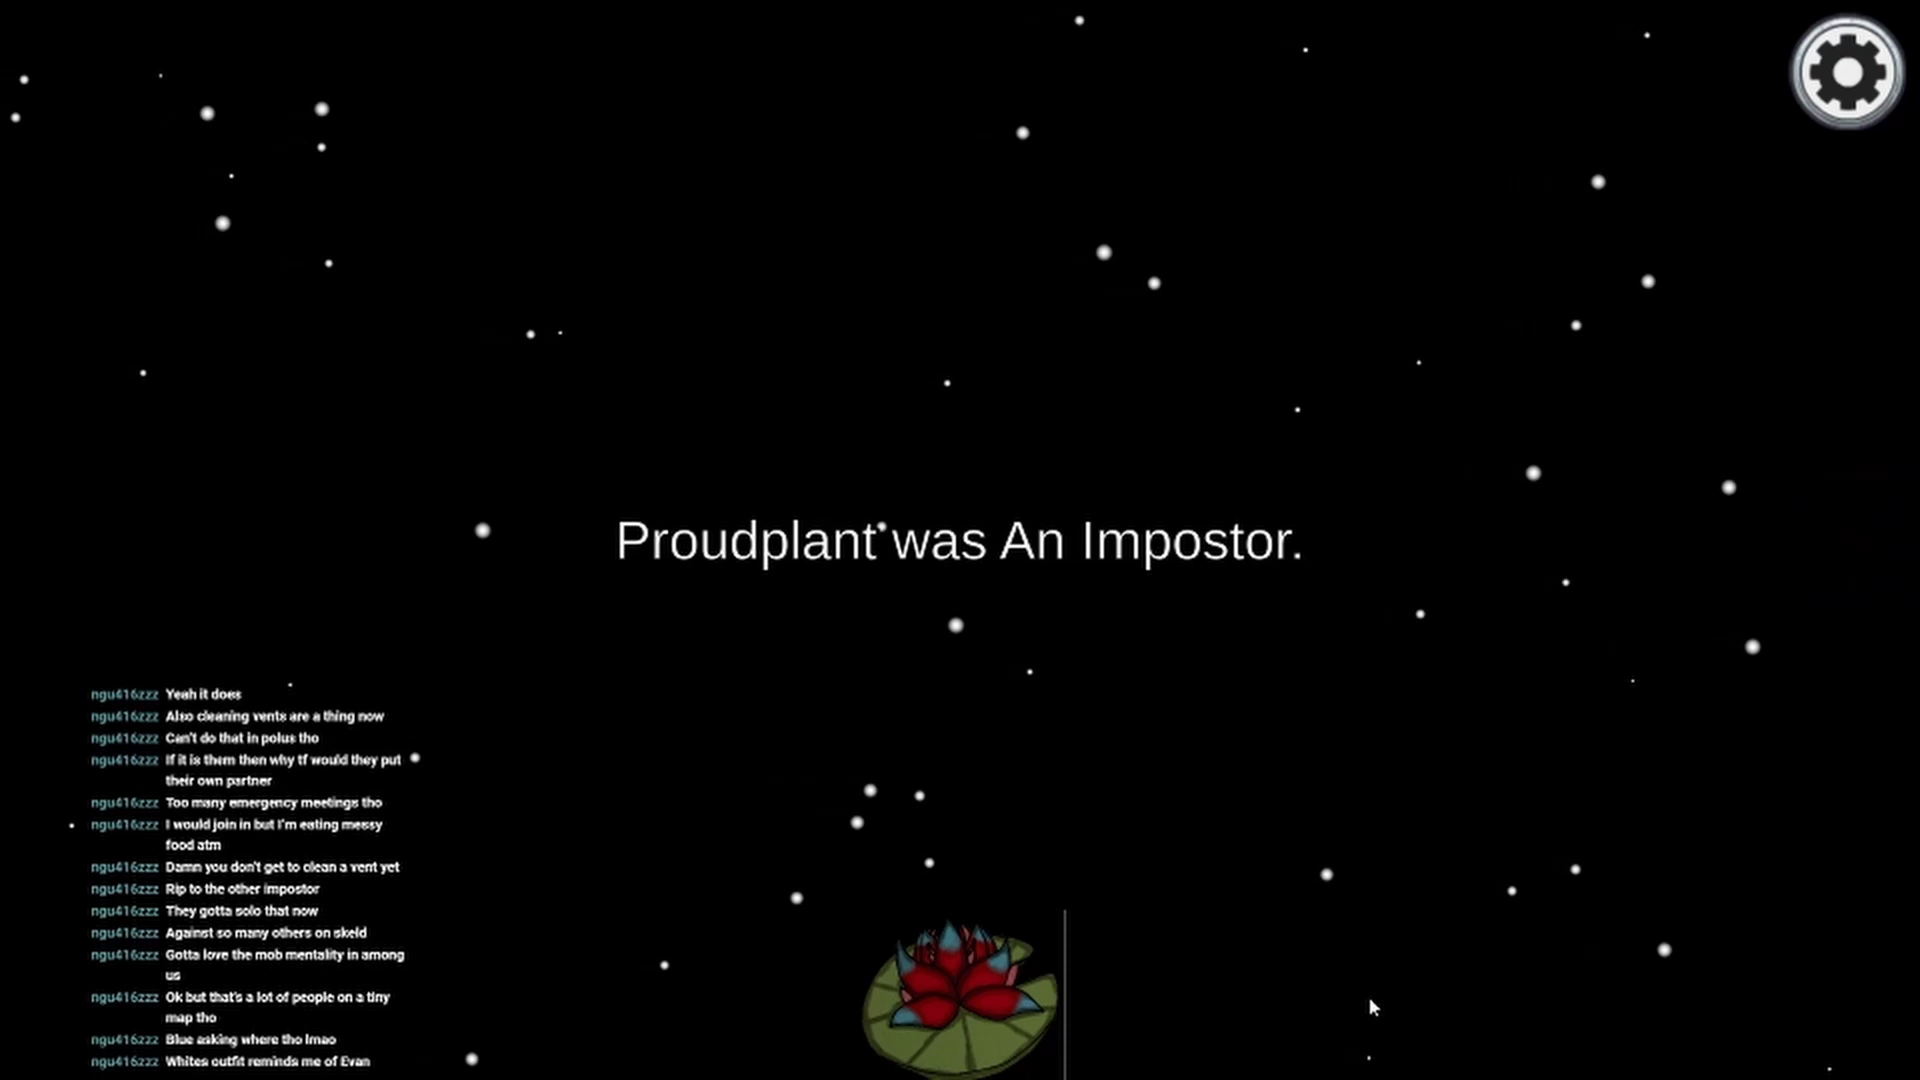 Proudplant was An Impostor.
ngu416zzz Yeah it does
ngu416zzz Also cleaning vents are a thing now
ngu416zzz Can't do that in polus tho
ngu416zzz If it is them then why tf would they put
their own partner
ngu416zzz Too many emergency meetings tho
ngu416zzz I would join in but I'm eating messy
food atm
ngu416zzz Damn you don't get to clean a vent yet
ngu416zzz Rip to the other impostor
ngu416zzz They gotta solo that now
ngu416zzz Against so many others on skeld
ngu416zzz Gotta love the mob mentality in among
us
ngu416zzz Ok but that's a lot of people on a tiny
map tho
ngu416zzz Blue asking where tho lmao
ngu416zzz Whites outfit reminds me of Evan